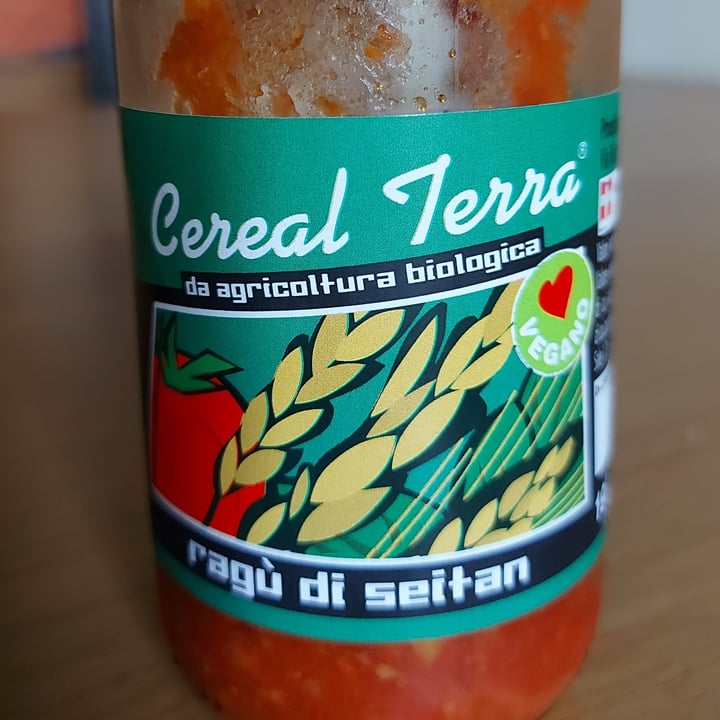 Cereal Terra®
da agricoltura biologica
VEGANO
ragù di seitan